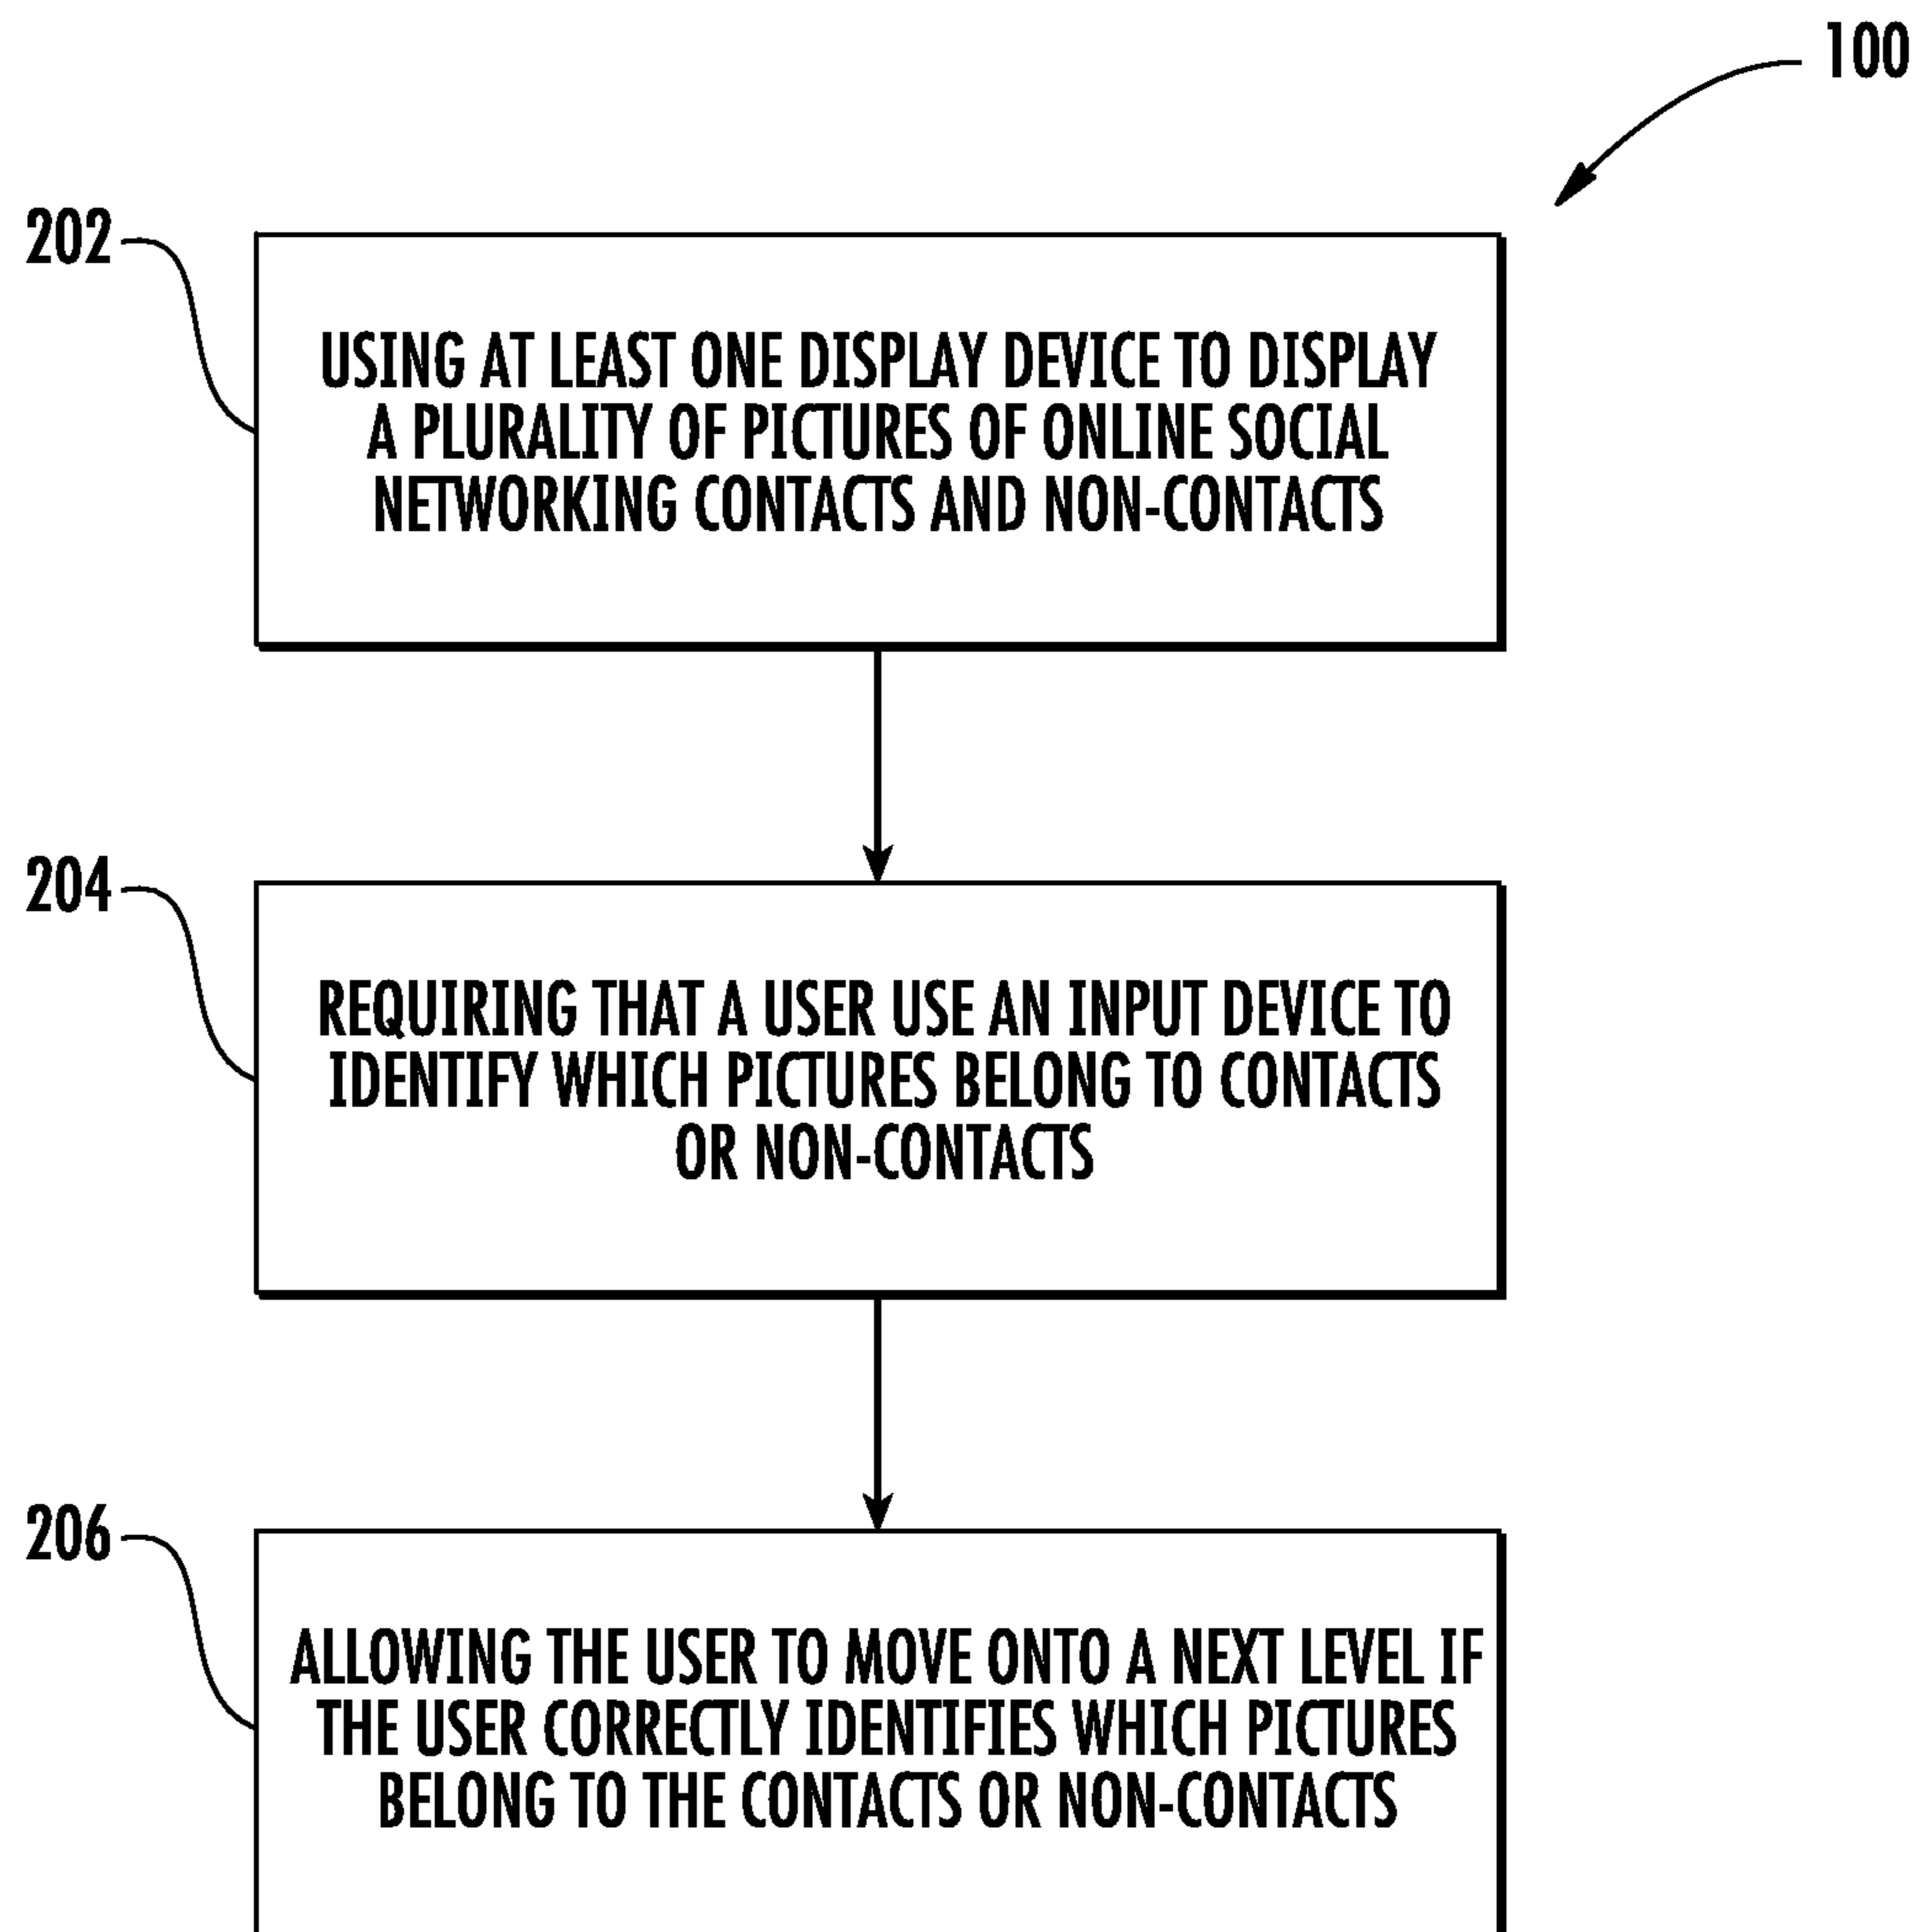 100
202
USING AT LEAST ONE DISPLAY DEVICE TO DISPLAY
A PLURALITY OF PICTURES OF ONLINE SOCIAL
NETWORKING CONTACTS AND NON-CONTACTS
204
REQUIRING THAT A USER USE AN INPUT DEVICE TO
IDENTIFY WHICH PICTURES BELONG TO CONTACTS
OR NON-CONTACTS
206
ALLOWING THE USER TO MOVE ONTO A NEXT LEVEL IF
THE USER CORRECTLY IDENTIFIES WHICH PICTURES
BELONG TO THE CONTACTS OR NON-CONTACTS